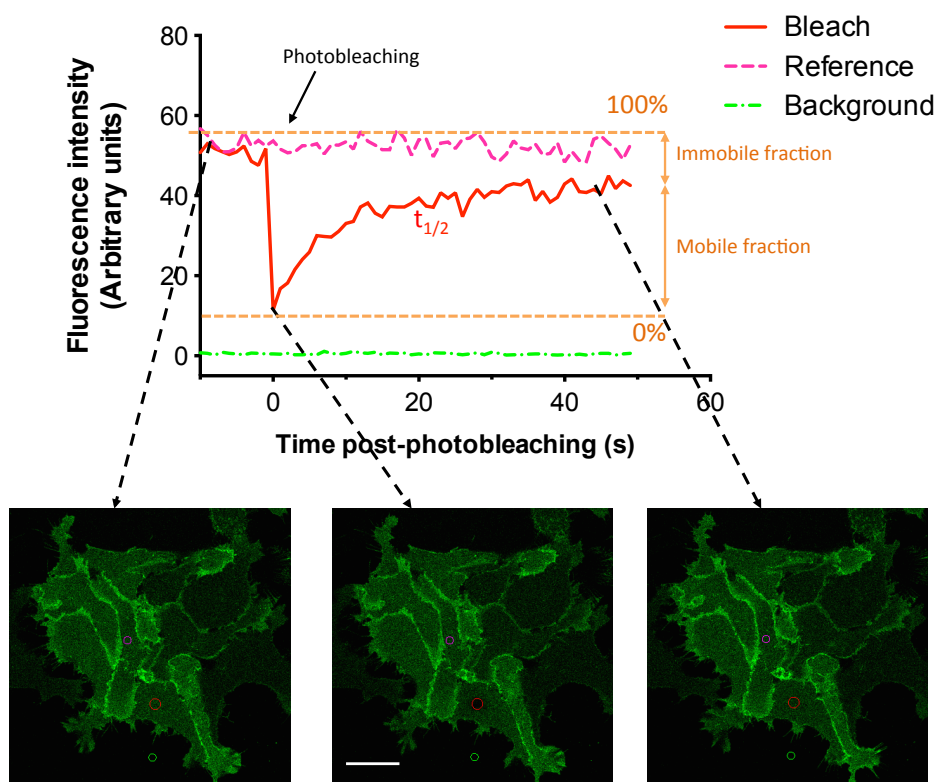 80
60
40
20
0
0
20
40
60
Fluorescence intensity
(Arbitrary units)
Time post-photobleaching (s)
Photobleaching
Bleach
Reference
Background
100%
Immobile fraction
t1/2
Mobile fraction
0%